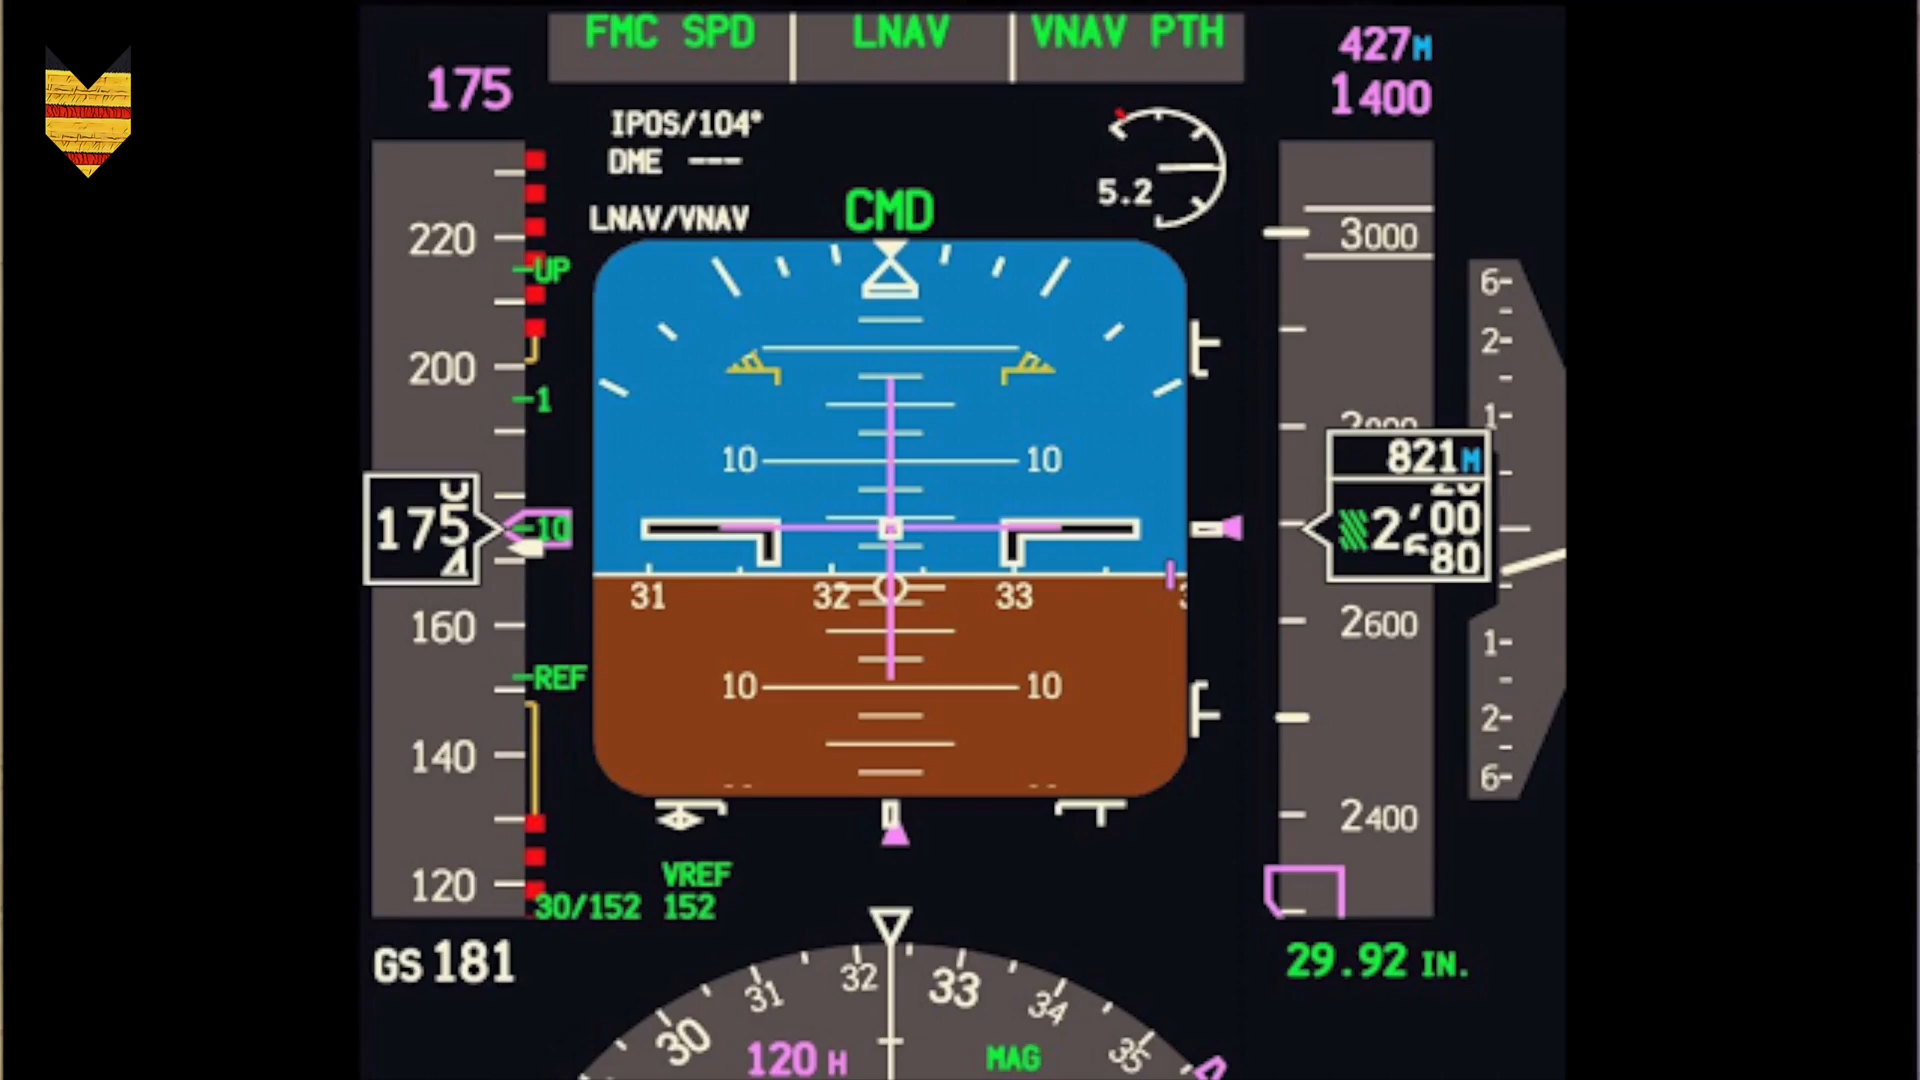 FMC SPD LNAV VNAV PTH
427M
175
1400
IPOS/104°
DME ---
5.2
LNAV/VNAV CMD
220
UP
3000
200
1
6
2
1
10 10
821M
175
10
2 00
80
31 32 33
160
2600
1
REF
10 10
2
140
6
120
2400
VREF
30/152 152
GS 181
29.92 IN.
30 31 32 33 34 35
120 H
MAG